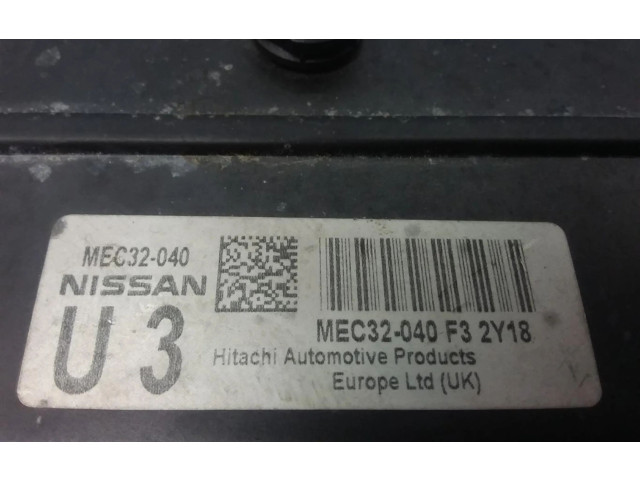 MEC32-040
NISSAN
U 3
MEC32-040 F3 2Y18
Hitachi Automotive Products
Europe Ltd (UK)